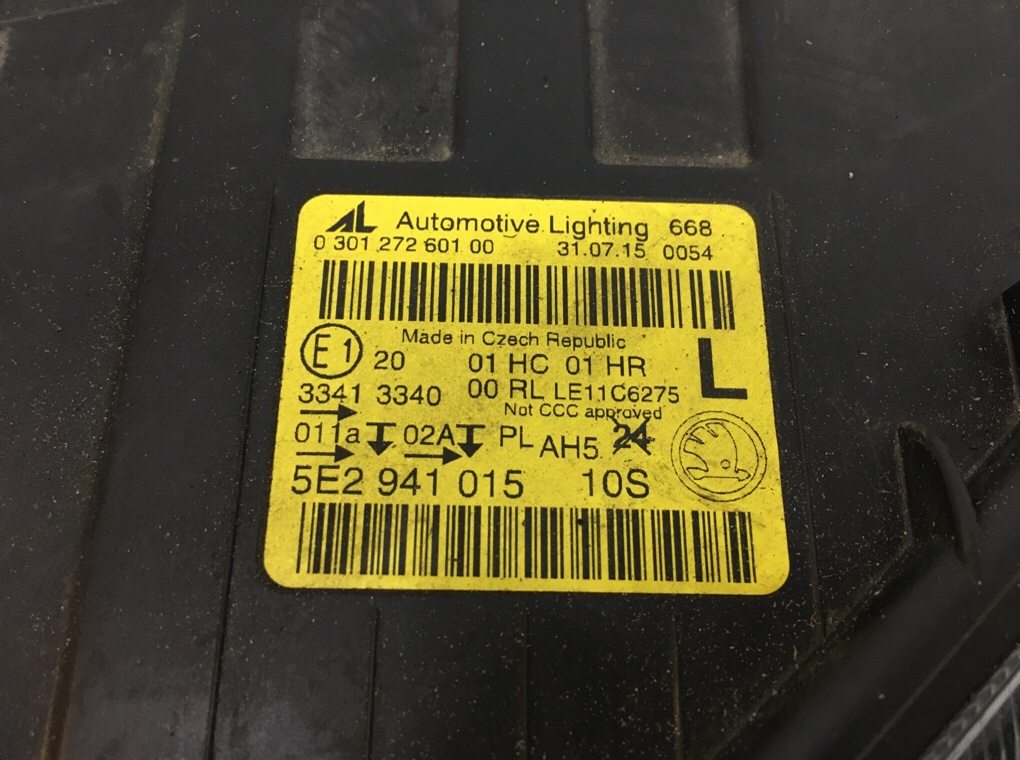 AL Automotive Lighting 668
0 301 272 601 00 31.07.15 0054
Made in Czech Republic
E1 20 01 HC 01 HR L
3341 3340 00 RL LE11C6275
Not CCC approved
011a 02A PL AH5 24
5E2 941 015 10S